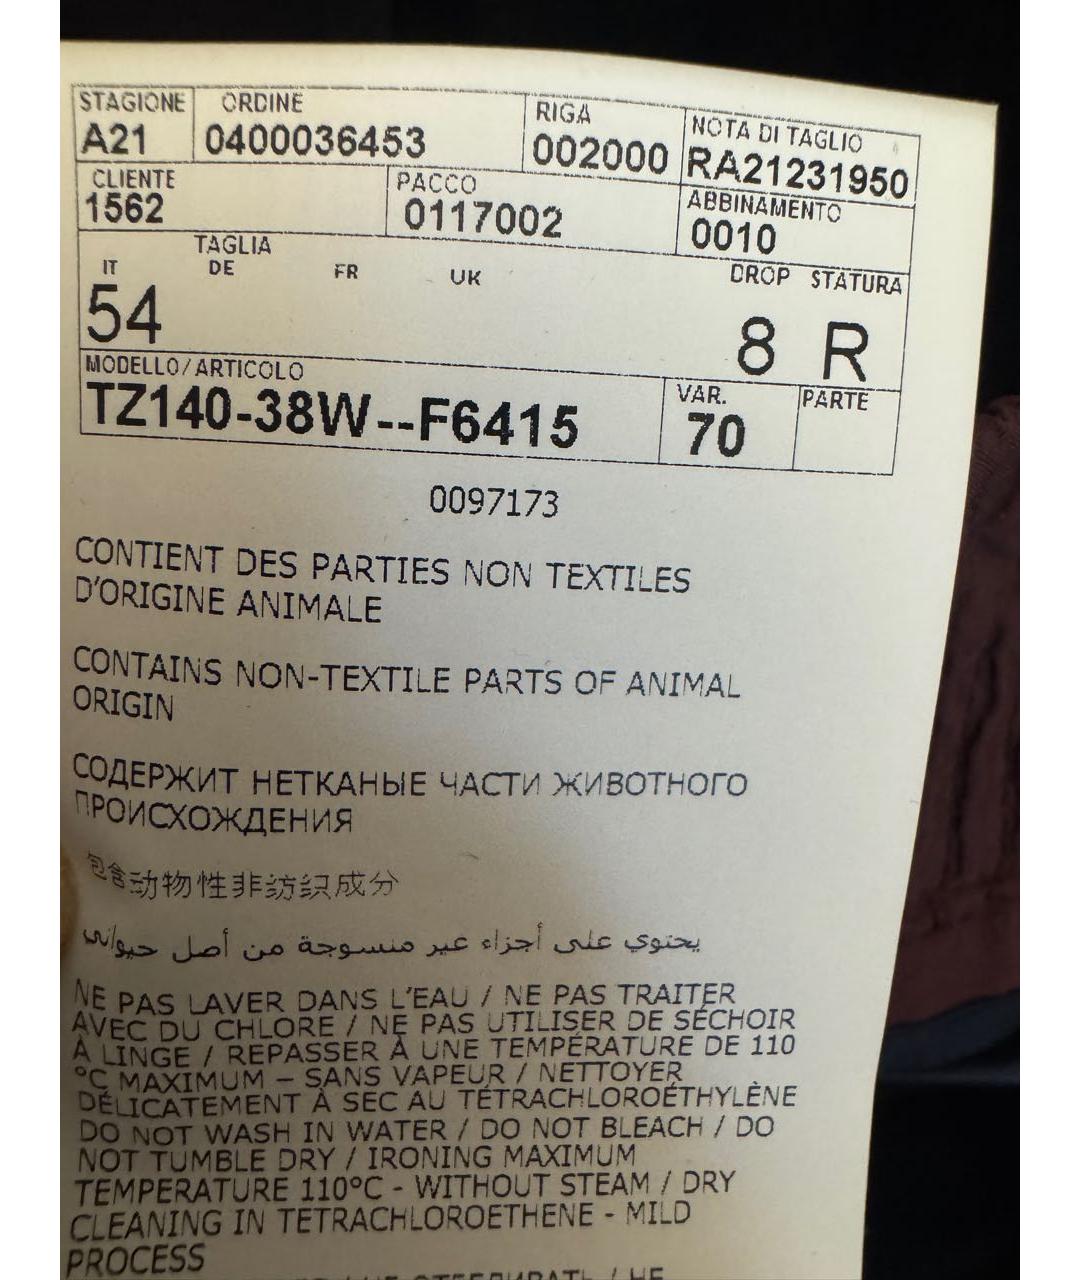 STAGIONE ORDINE RIGA NOTA DI TAGLIO
A21 0400036453 002000 RA21231950
CLIENTE PACCO ABBINAMENTO
1562 0117002 0010
TAGLIA
IT DE FR UK DROP STATURA
54 8 R
MODELLO/ARTICOLO VAR. PARTE
TZ140-38W--F6415 70
0097173
CONTIENT DES PARTIES NON TEXTILES
D'ORIGINE ANIMALE
CONTAINS NON-TEXTILE PARTS OF ANIMAL
ORIGIN
СОДЕРЖИТ НЕТКАНЫЕ ЧАСТИ ЖИВОТНОГО
ПРОИСХОЖДЕНИЯ
包含动物性非纺织成分
يحتوي على أجزاء غير منسوجة من أصل حيواني
NE PAS LAVER DANS L'EAU / NE PAS TRAITER
AVEC DU CHLORE / NE PAS UTILISER DE SÉCHOIR
À LINGE / REPASSER À UNE TEMPÉRATURE DE 110
°C MAXIMUM – SANS VAPEUR / NETTOYER
DÉLICATEMENT À SEC AU TÉTRACHLOROÉTHYLÈNE
DO NOT WASH IN WATER / DO NOT BLEACH / DO
NOT TUMBLE DRY / IRONING MAXIMUM
TEMPERATURE 110°C - WITHOUT STEAM / DRY
CLEANING IN TETRACHLOROETHENE - MILD
PROCESS
ОТБЕЛИВАТЬ / НЕ